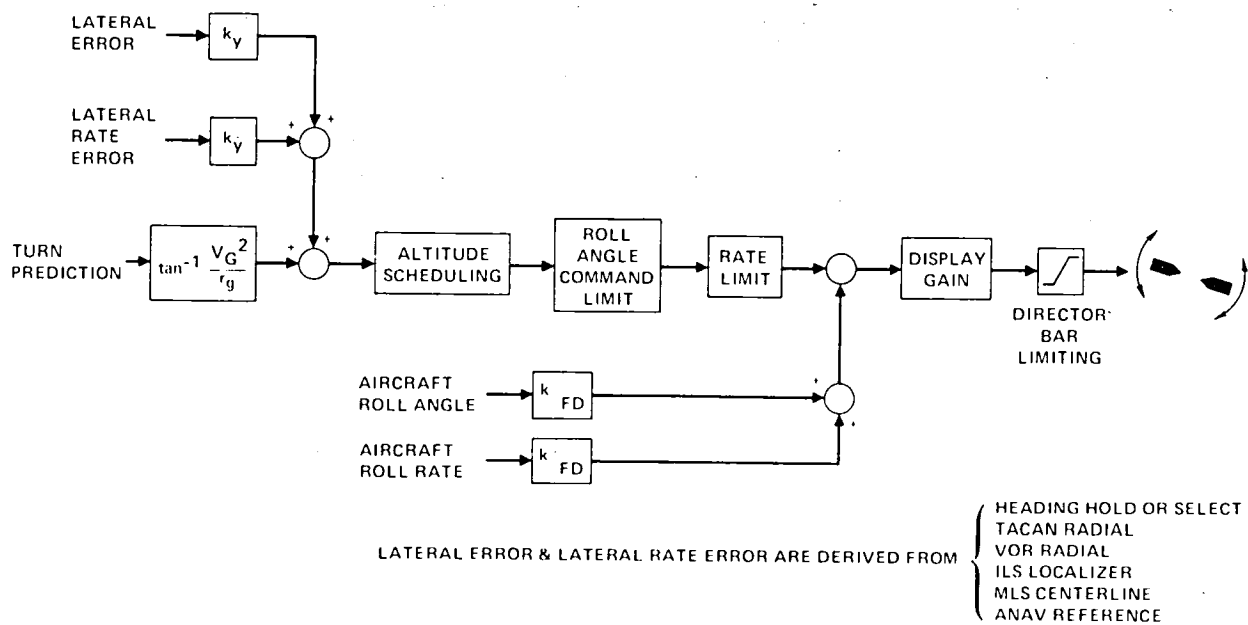 LATERAL
ERROR
k y
+
LATERAL
RATE
ERROR
k ẏ
+
TURN
PREDICTION
tan⁻¹ V_G² / rg
+
+
ALTITUDE
SCHEDULING
ROLL
ANGLE
COMMAND
LIMIT
RATE
LIMIT
DISPLAY
GAIN
DIRECTOR
BAR
LIMITING
AIRCRAFT
ROLL ANGLE
k FD
+
AIRCRAFT
ROLL RATE
k FD
+
LATERAL ERROR & LATERAL RATE ERROR ARE DERIVED FROM
HEADING HOLD OR SELECT
TACAN RADIAL
VOR RADIAL
ILS LOCALIZER
MLS CENTERLINE
ANAV REFERENCE